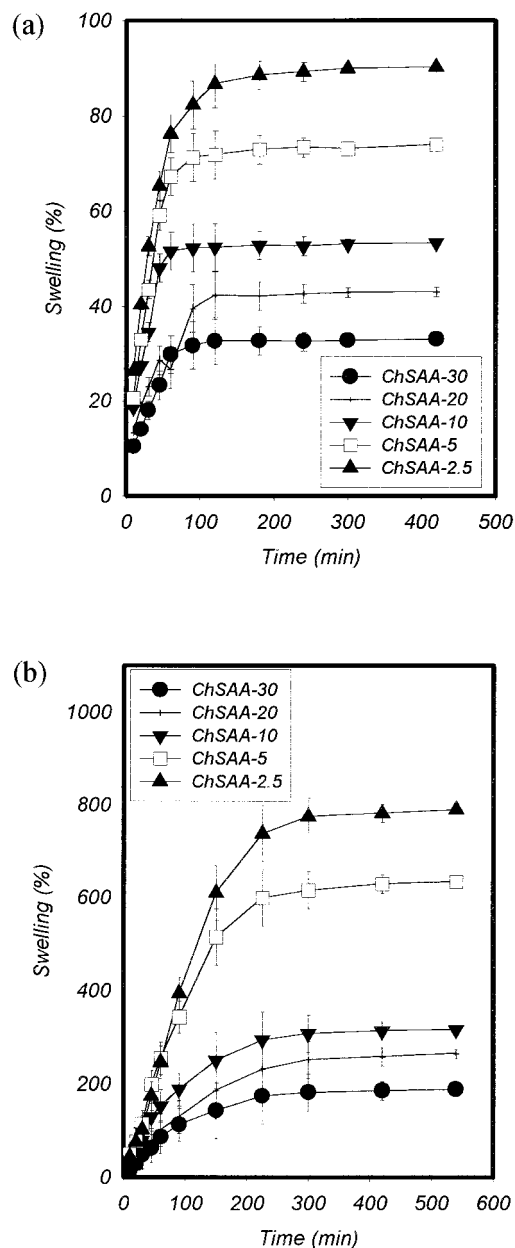 (a)
100
80
60
40
20
0
Swelling (%)
ChSAA-30
ChSAA-20
ChSAA-10
ChSAA-5
ChSAA-2.5
0 100 200 300 400 500
Time (min)
(b)
ChSAA-30
ChSAA-20
ChSAA-10
ChSAA-5
ChSAA-2.5
1000
800
600
400
200
0
Swelling (%)
0 100 200 300 400 500 600
Time (min)